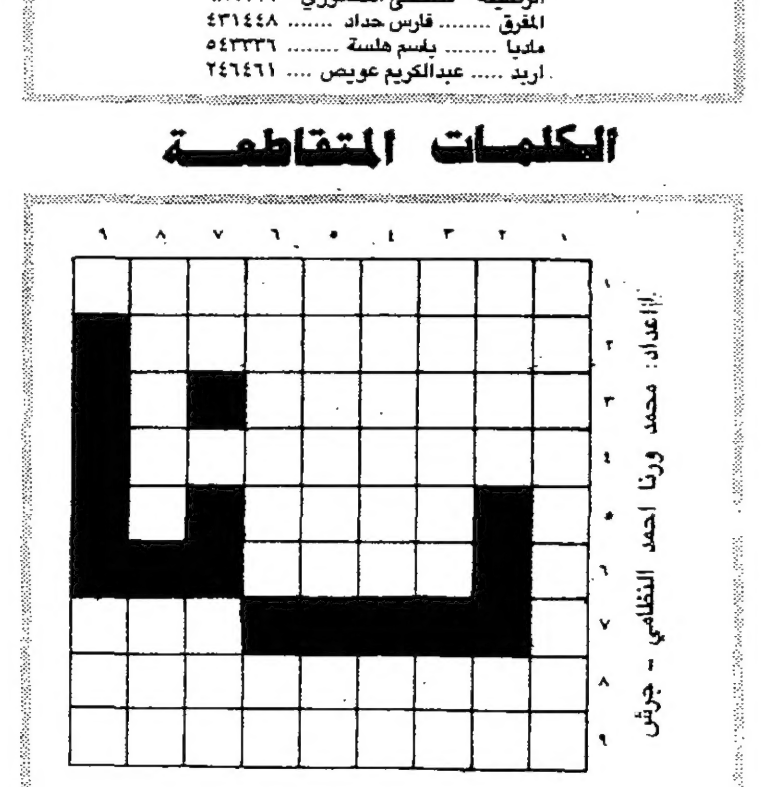 المفرق ........ فارس حداد ....... ٤٣١٤٤٨
مادبا ........ باسم هلسة ........ ٥٤٣٣٣٦
اربد ..... عبدالكريم عويص .... ٢٤٦٤٦١
الكلمات المتقاطعة
١ ٢ ٣ ٤ ٥ ٦ ٧ ٨ ٩
١
٢
٣
٤
٥
٦
٧
٨
٩
اعداد: محمد ورنا احمد النظامي - جرش